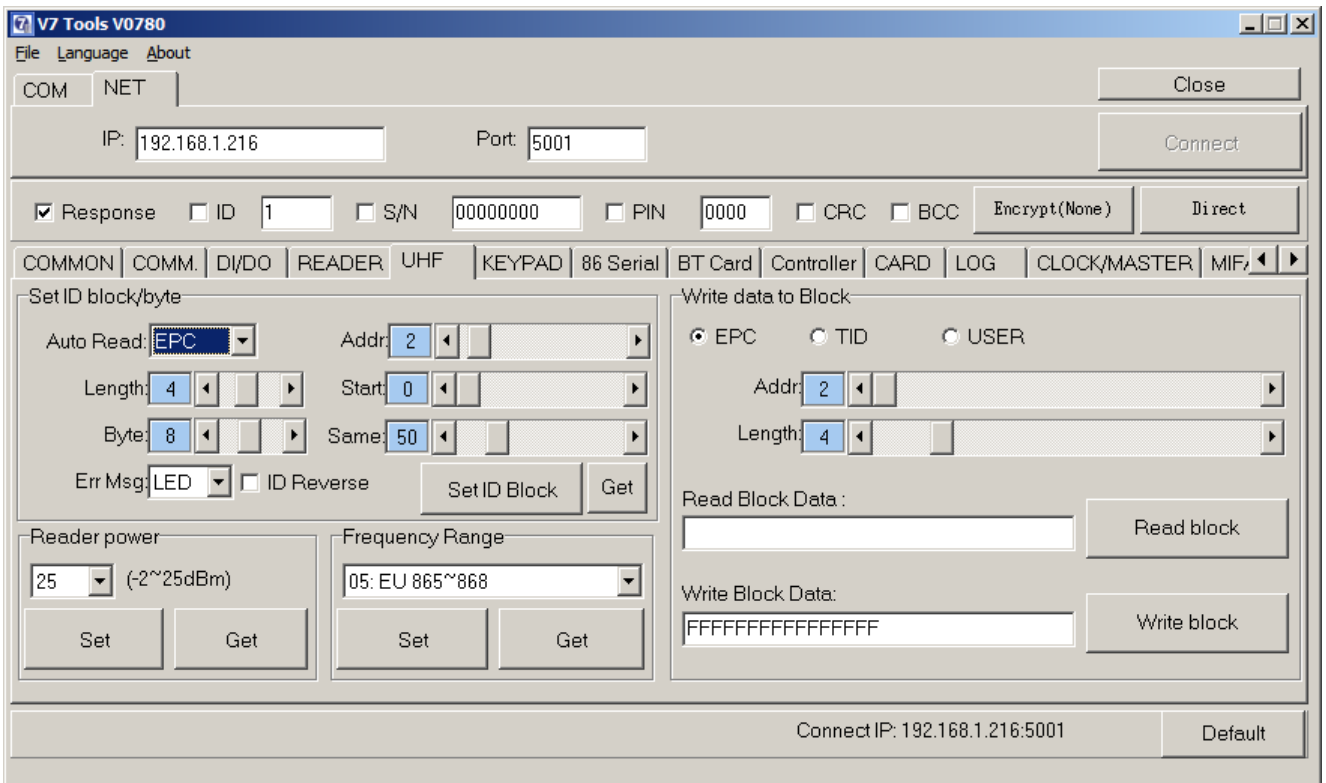 V7 Tools V0780
File Language About
COM NET Close
IP: 192.168.1.216 Port: 5001 Connect
Response ID 1 S/N 00000000 PIN 0000 CRC BCC Encrypt(None) Direct
COMMON COMM. DI/DO READER UHF KEYPAD 86 Serial BT Card Controller CARD LOG CLOCK/MASTER MIF
Set ID block/byte
Auto Read: EPC Addr: 2
Length: 4 Start: 0
Byte: 8 Same: 50
Err Msg: LED ID Reverse Set ID Block Get
Reader power
25 (-2~25dBm)
Set Get
Frequency Range
05: EU 865~868
Set Get
Write data to Block
EPC TID USER
Addr: 2
Length: 4
Read Block Data :
Read block
Write Block Data:
FFFFFFFFFFFFFFFF Write block
Connect IP: 192.168.1.216:5001 Default